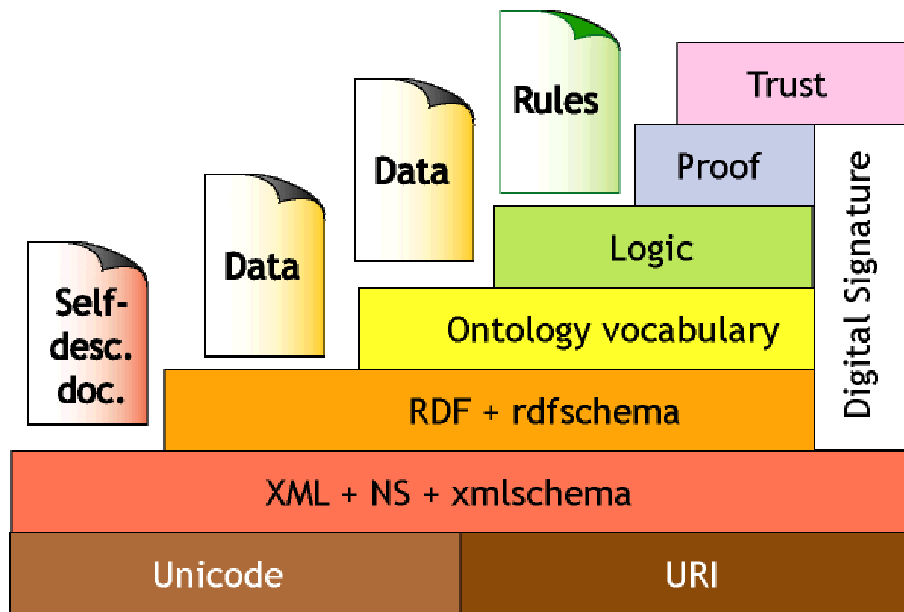 Trust
Rules
Proof
Data
Logic
Data
Digital Signature
Self-
desc.
doc.
Ontology vocabulary
RDF + rdfschema
XML + NS + xmlschema
Unicode
URI